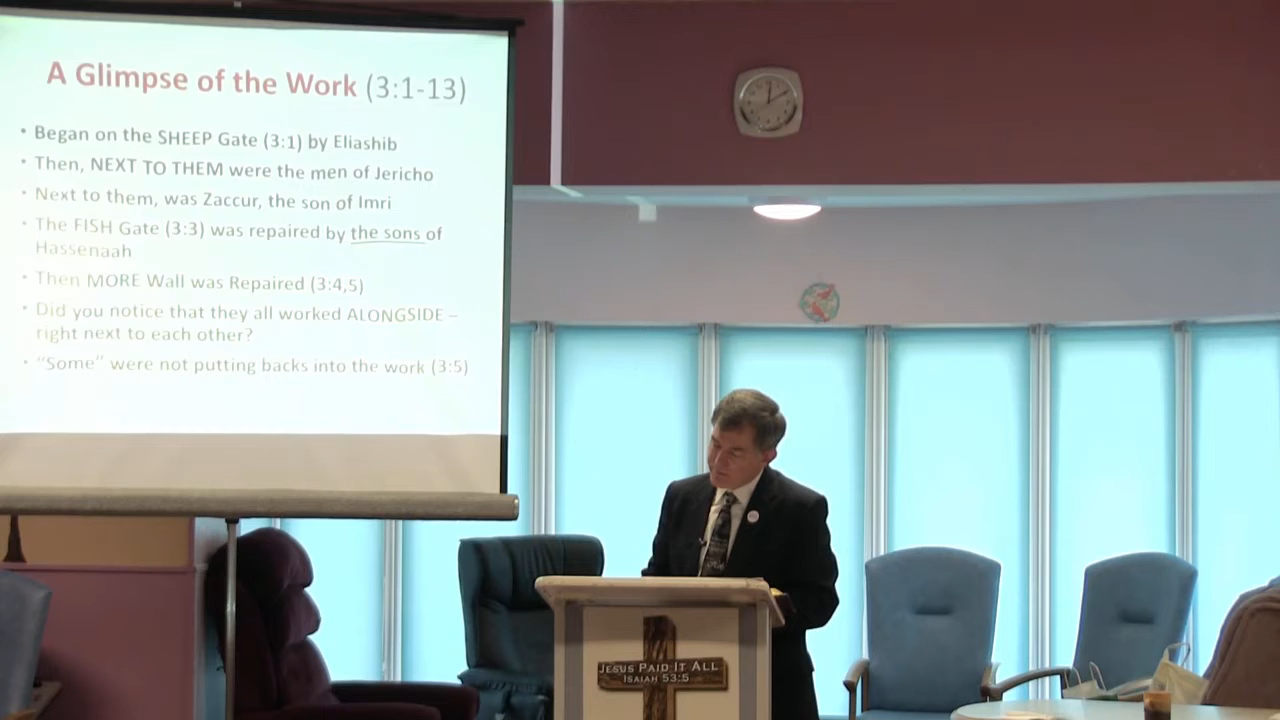 A Glimpse of the Work (3:1-13)
• Began on the SHEEP Gate (3:1) by Eliashib
• Then, NEXT TO THEM were the men of Jericho
• Next to them, was Zaccur, the son of Imri
• The FISH Gate (3:3) was repaired by the sons of
Hassenaah
• Then MORE Wall was Repaired (3:4,5)
• Did you notice that they all worked ALONGSIDE –
right next to each other?
• “Some” were not putting backs into the work (3:5)
JESUS PAID IT ALL
ISAIAH 53:5